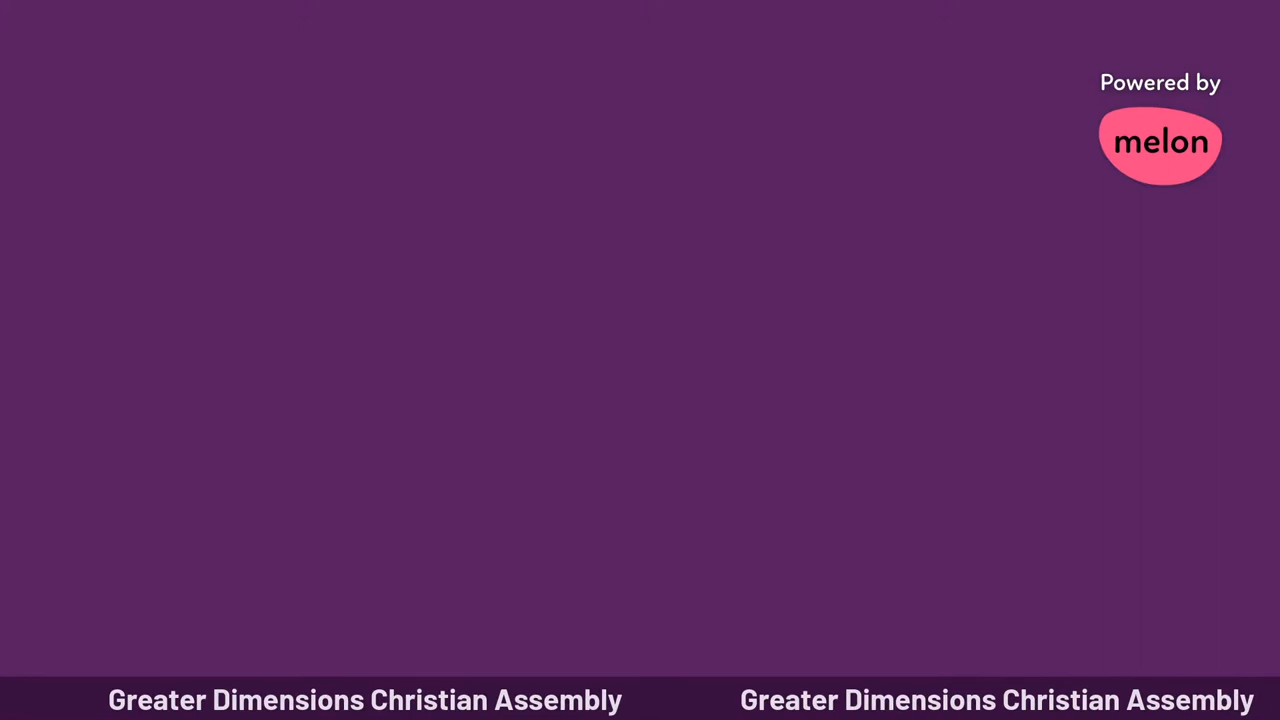 Powered by
melon
Greater Dimensions Christian Assembly Greater Dimensions Christian Assembly